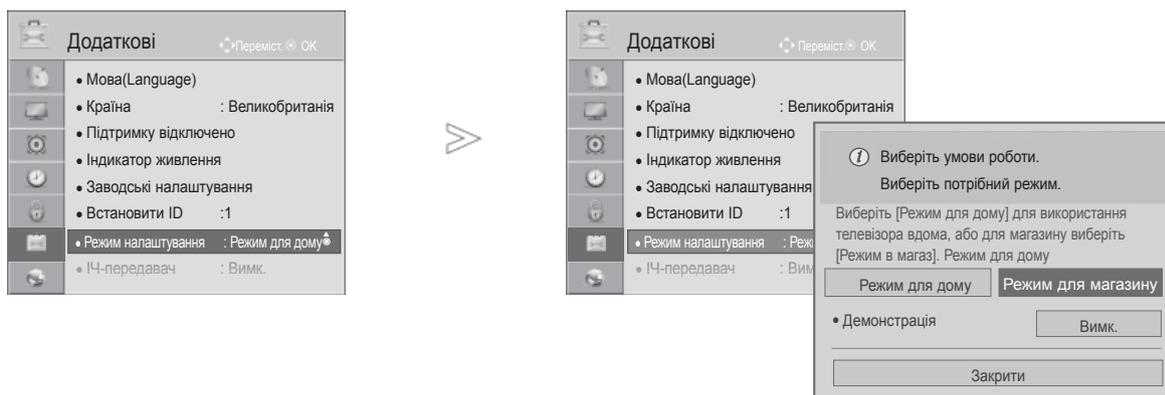 Додаткові
Переміст. OK
• Мова(Language)
• Країна : Великобританія
• Підтримку відключено
• Індикатор живлення
• Заводські налаштування
• Встановити ID :1
• Режим налаштування : Режим для дому
• ІЧ-передавач : Вимк.
Додаткові
Переміст. OK
• Мова(Language)
• Країна : Великобританія
• Підтримку відключено
• Індикатор живлення
• Заводські налаштування
• Встановити ID :1
• Режим налаштування : Реж
• ІЧ-передавач : Вим
Виберіть умови роботи.
Виберіть потрібний режим.
Виберіть [Режим для дому] для використання
телевізора вдома, або для магазину виберіть
[Режим в магаз]. Режим для дому
Режим для дому Режим для магазину
• Демонстрація Вимк.
Закрити